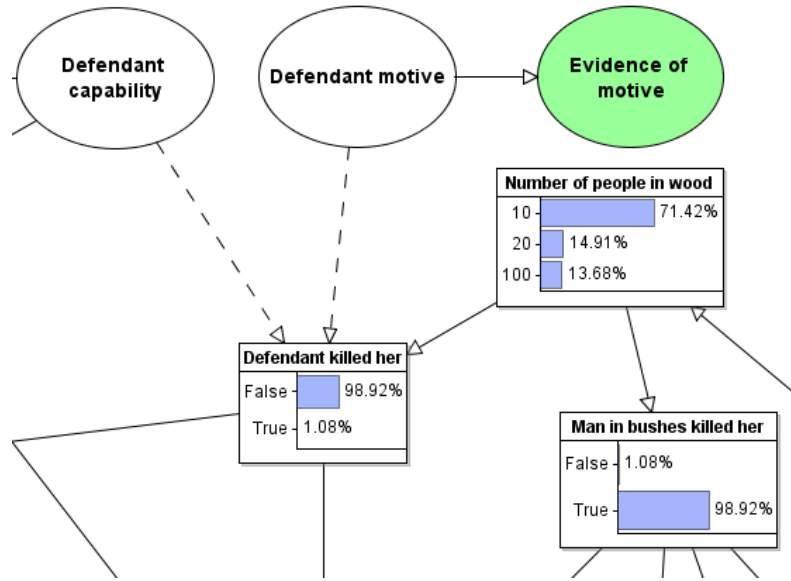 Defendant
capability
Defendant motive
Evidence of
motive
Number of people in wood
10 71.42%
20 14.91%
100 13.68%
Defendant killed her
False 98.92%
True 1.08%
Man in bushes killed her
False 1.08%
True 98.92%